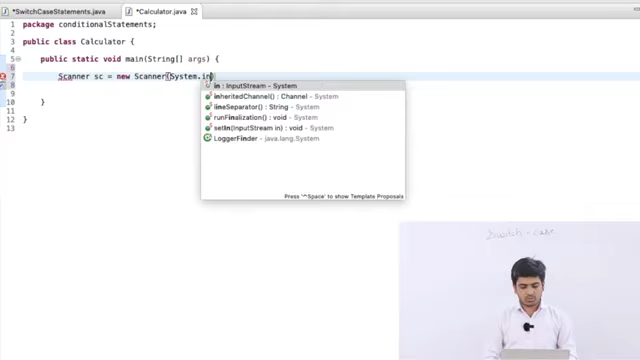 *SwitchCaseStatements.java
*Calculator.java
1 package conditionalStatements;
2
3 public class Calculator {
4
5 public static void main(String[] args) {
6
7 Scanner sc = new Scanner(System.in)
in : InputStream - System
inheritedChannel() : Channel - System
lineSeparator() : String - System
runFinalization() : void - System
setIn(InputStream in) : void - System
LoggerFinder - java.lang.System
Press '^Space' to show Template Proposals
10 }
11
12 }
13
Switch - case